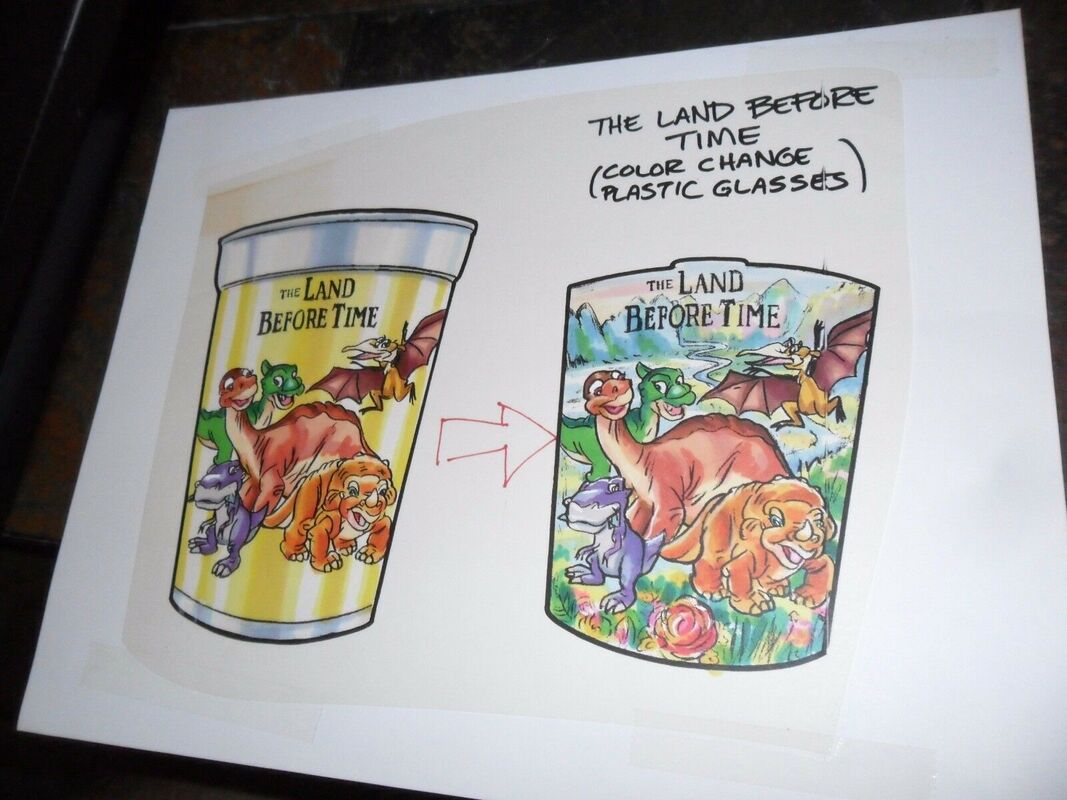 THE LAND BEFORE
TIME
(COLOR CHANGE
PLASTIC GLASSES)
THE LAND
BEFORE TIME
THE LAND
BEFORE TIME